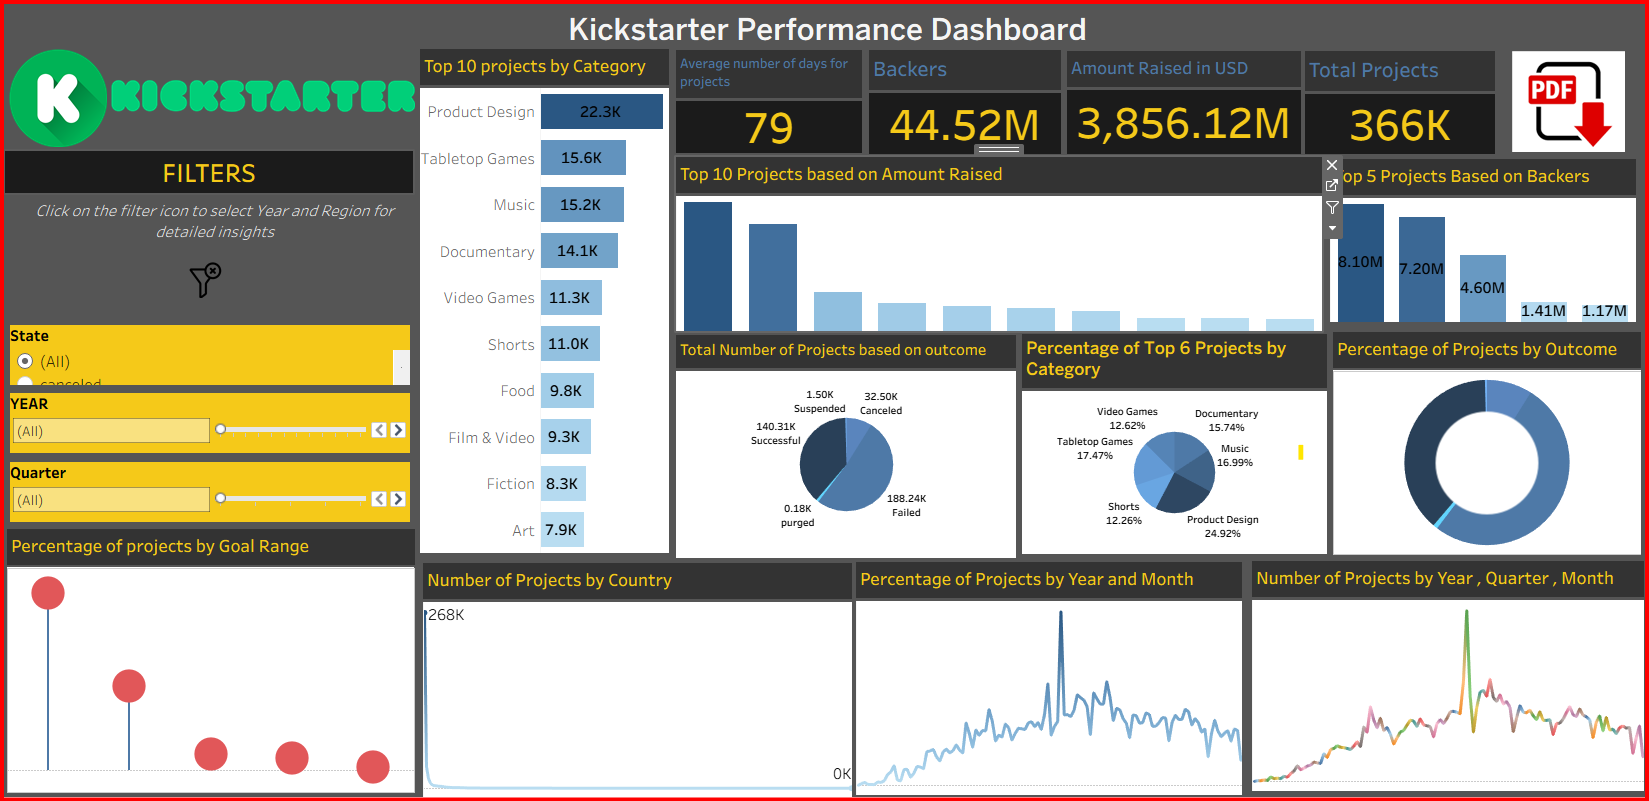 Kickstarter Performance Dashboard
K
KICKSTARTER
FILTERS
Click on the filter icon to select Year and Region for
detailed insights
State
(All)
canceled
YEAR
(All)
Quarter
(All)
Percentage of projects by Goal Range
Top 10 projects by Category
Product Design 22.3K
Tabletop Games 15.6K
Music 15.2K
Documentary 14.1K
Video Games 11.3K
Shorts 11.0K
Food 9.8K
Film & Video 9.3K
Fiction 8.3K
Art 7.9K
Average number of days for
projects
79
Backers
44.52M
Amount Raised in USD
3,856.12M
Total Projects
366K
PDF
Top 10 Projects based on Amount Raised
op 5 Projects Based on Backers
8.10M
7.20M
4.60M
1.41M
1.17M
Total Number of Projects based on outcome
1.50K
Suspended
32.50K
Canceled
140.31K
Successful
0.18K
purged
188.24K
Failed
Percentage of Top 6 Projects by
Category
Video Games
12.62%
Documentary
15.74%
Tabletop Games
17.47%
Music
16.99%
Shorts
12.26%
Product Design
24.92%
Percentage of Projects by Outcome
Number of Projects by Country
268K
0K
Percentage of Projects by Year and Month
Number of Projects by Year , Quarter , Month